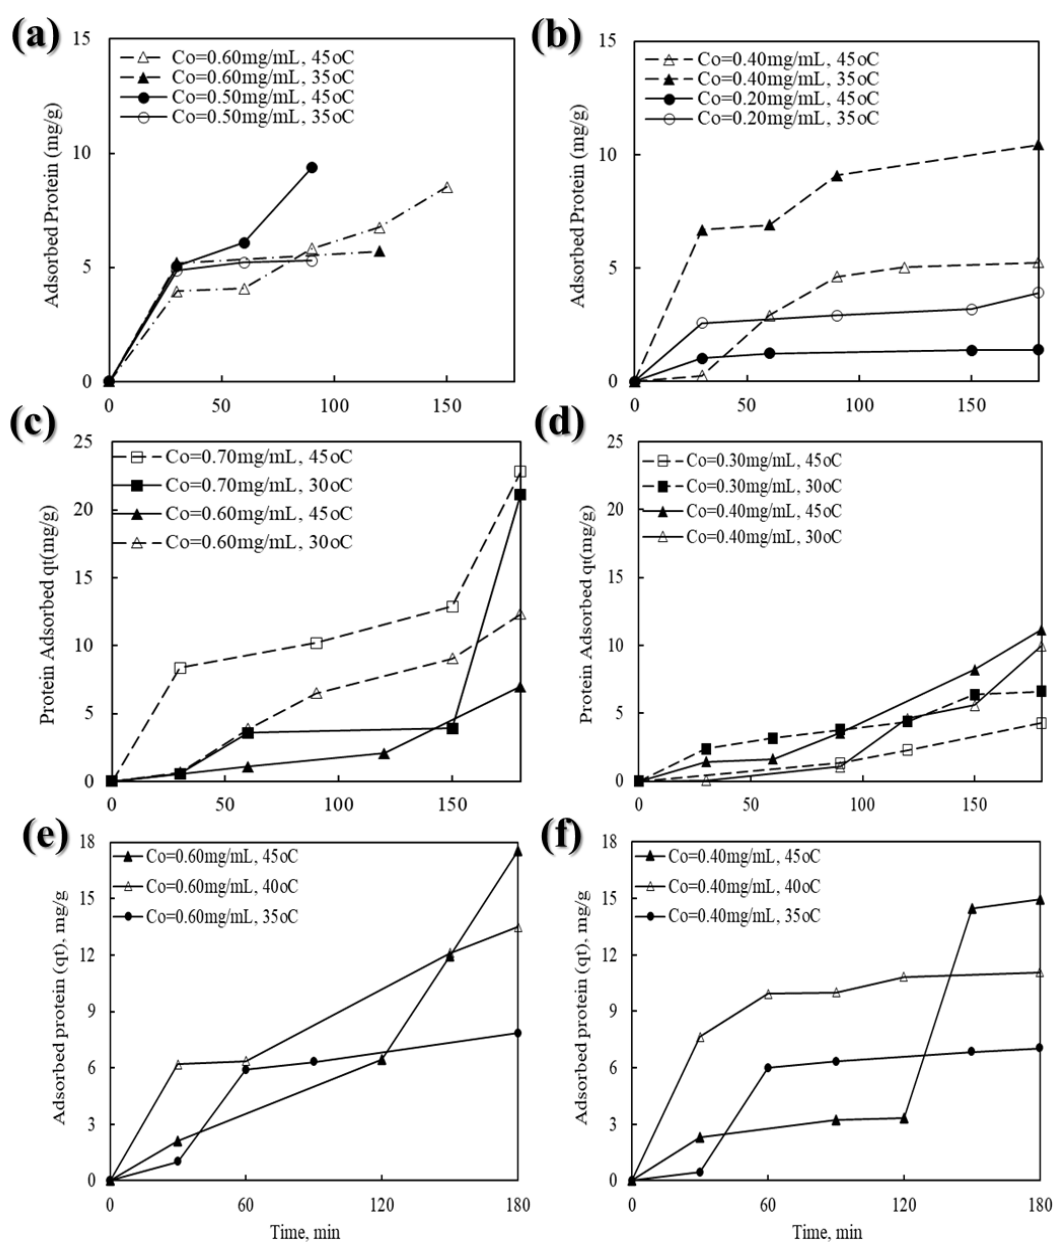 (a)
15
10
5
0
0
50
100
150
Adsorbed Protein (mg/g)
Co=0.60mg/mL, 45oC
Co=0.60mg/mL, 35oC
Co=0.50mg/mL, 45oC
Co=0.50mg/mL, 35oC
(b)
15
10
5
0
0
50
100
150
Adsorbed Protein (mg/g)
Co=0.40mg/mL, 45oC
Co=0.40mg/mL, 35oC
Co=0.20mg/mL, 45oC
Co=0.20mg/mL, 35oC
(c)
25
20
15
10
5
0
0
50
100
150
Protein Adsorbed qt(mg/g)
Co=0.70mg/mL, 45oC
Co=0.70mg/mL, 30oC
Co=0.60mg/mL, 45oC
Co=0.60mg/mL, 30oC
(d)
25
20
15
10
5
0
0
50
100
150
Protein Adsorbed qt(mg/g)
Co=0.30mg/mL, 45oC
Co=0.30mg/mL, 30oC
Co=0.40mg/mL, 45oC
Co=0.40mg/mL, 30oC
(e)
18
15
12
9
6
3
0
0
60
120
180
Adsorbed protein (qt), mg/g
Co=0.60mg/mL, 45oC
Co=0.60mg/mL, 40oC
Co=0.60mg/mL, 35oC
Time, min
(f)
18
15
12
9
6
3
0
0
60
120
180
Adsorbed protein (qt), mg/g
Co=0.40mg/mL, 45oC
Co=0.40mg/mL, 40oC
Co=0.40mg/mL, 35oC
Time, min